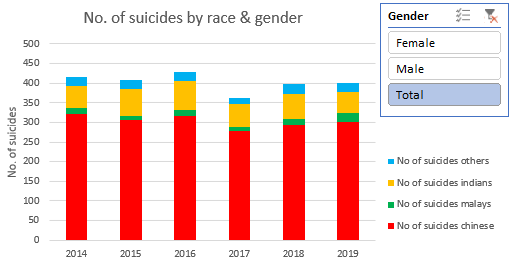 No. of suicides by race & gender
No. of suicides
500
450
400
350
300
250
200
150
100
50
0
2014 2015 2016 2017 2018 2019
Gender
Female
Male
Total
No of suicides others
No of suicides indians
No of suicides malays
No of suicides chinese